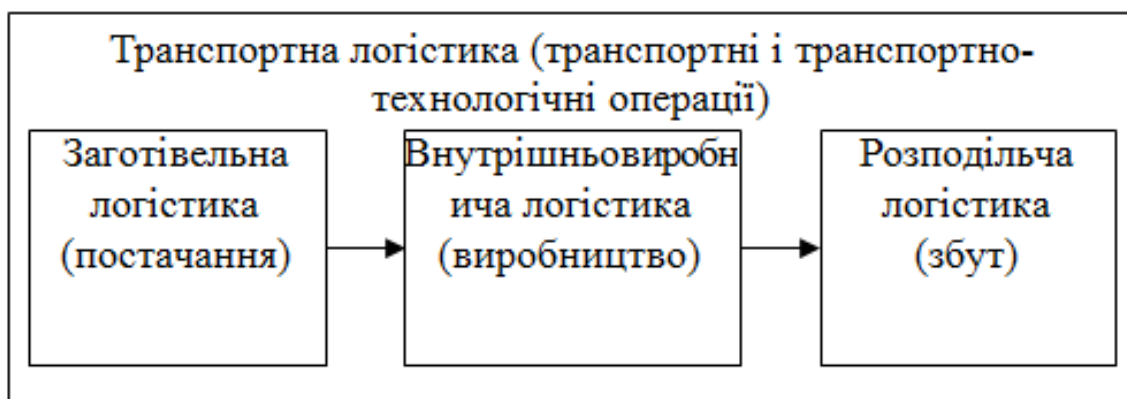 Транспортна логістика (транспортні і транспортно-
технологічні операції)
Заготівельна
логістика
(постачання)
Внутрішньовиробн
ича логістика
(виробництво)
Розподільча
логістика
(збут)